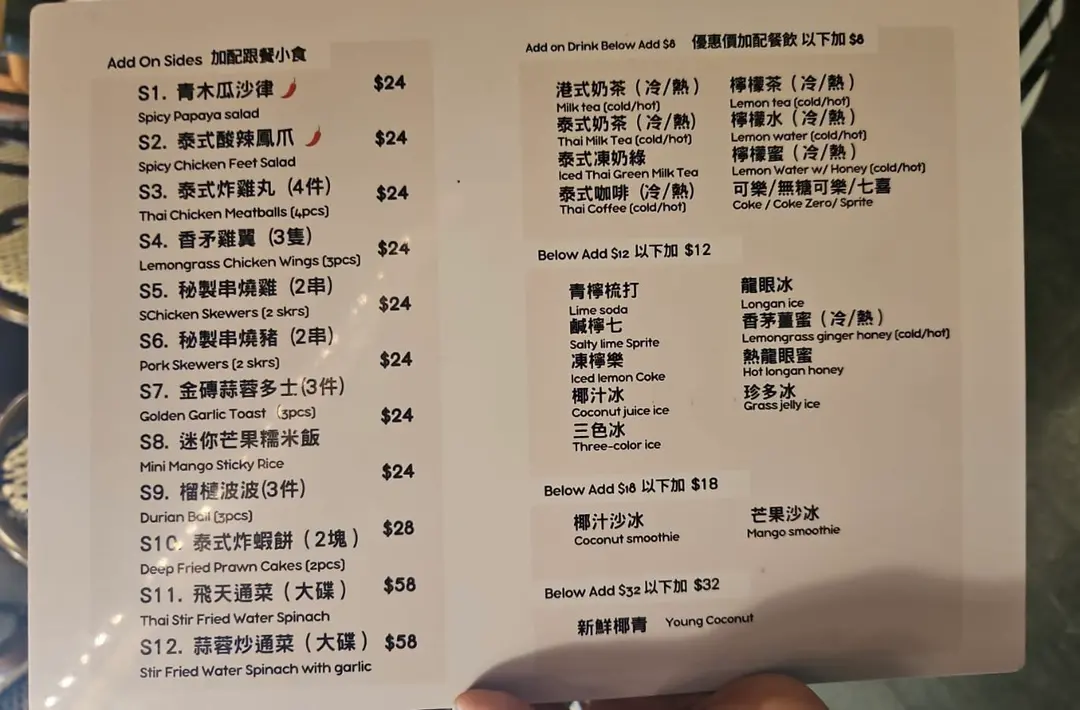 Add On Sides 加配跟餐小食
S1. 青木瓜沙律 $24
Spicy Papaya salad
S2. 泰式酸辣鳳爪 $24
Spicy Chicken Feet Salad
S3. 泰式炸雞丸 (4件) $24
Thai Chicken Meatballs (4pcs)
S4. 香茅雞翼 (3隻) $24
Lemongrass Chicken Wings (3pcs)
S5. 秘製串燒雞 (2串) $24
SChicken Skewers (2 skrs)
S6. 秘製串燒豬 (2串) $24
Pork Skewers (2 skrs)
S7. 金磚蒜蓉多士(3件) $24
Golden Garlic Toast (3pcs)
S8. 迷你芒果糯米飯 $24
Mini Mango Sticky Rice
S9. 榴槤波波(3件) $28
Durian Ball (3pcs)
S10. 泰式炸蝦餅 (2塊)
Deep Fried Prawn Cakes (2pcs)
S11. 飛天通菜 (大碟) $58
Thai Stir Fried Water Spinach
S12. 蒜蓉炒通菜 (大碟) $58
Stir Fried Water Spinach with garlic
Add on Drink Below Add $8 優惠價加配餐飲 以下加 $8
港式奶茶 (冷/熱)
Milk tea (cold/hot)
泰式奶茶 (冷/熱)
Thai Milk Tea (cold/hot)
泰式凍奶綠
Iced Thai Green Milk Tea
泰式咖啡 (冷/熱)
Thai Coffee (cold/hot)
檸檬茶 (冷/熱)
Lemon tea (cold/hot)
檸檬水 (冷/熱)
Lemon water (cold/hot)
檸檬蜜 (冷/熱)
Lemon Water w/ Honey (cold/hot)
可樂/無糖可樂/七喜
Coke / Coke Zero/ Sprite
Below Add $12 以下加 $12
青檸梳打
Lime soda
鹹檸七
Salty lime Sprite
凍檸樂
Iced lemon Coke
椰汁冰
Coconut juice ice
三色冰
Three-color ice
龍眼冰
Longan ice
香茅薑蜜 (冷/熱)
Lemongrass ginger honey (cold/hot)
熱龍眼蜜
Hot longan honey
珍多冰
Grass jelly ice
Below Add $18 以下加 $18
椰汁沙冰
Coconut smoothie
芒果沙冰
Mango smoothie
Below Add $32 以下加 $32
新鮮椰青 Young Coconut